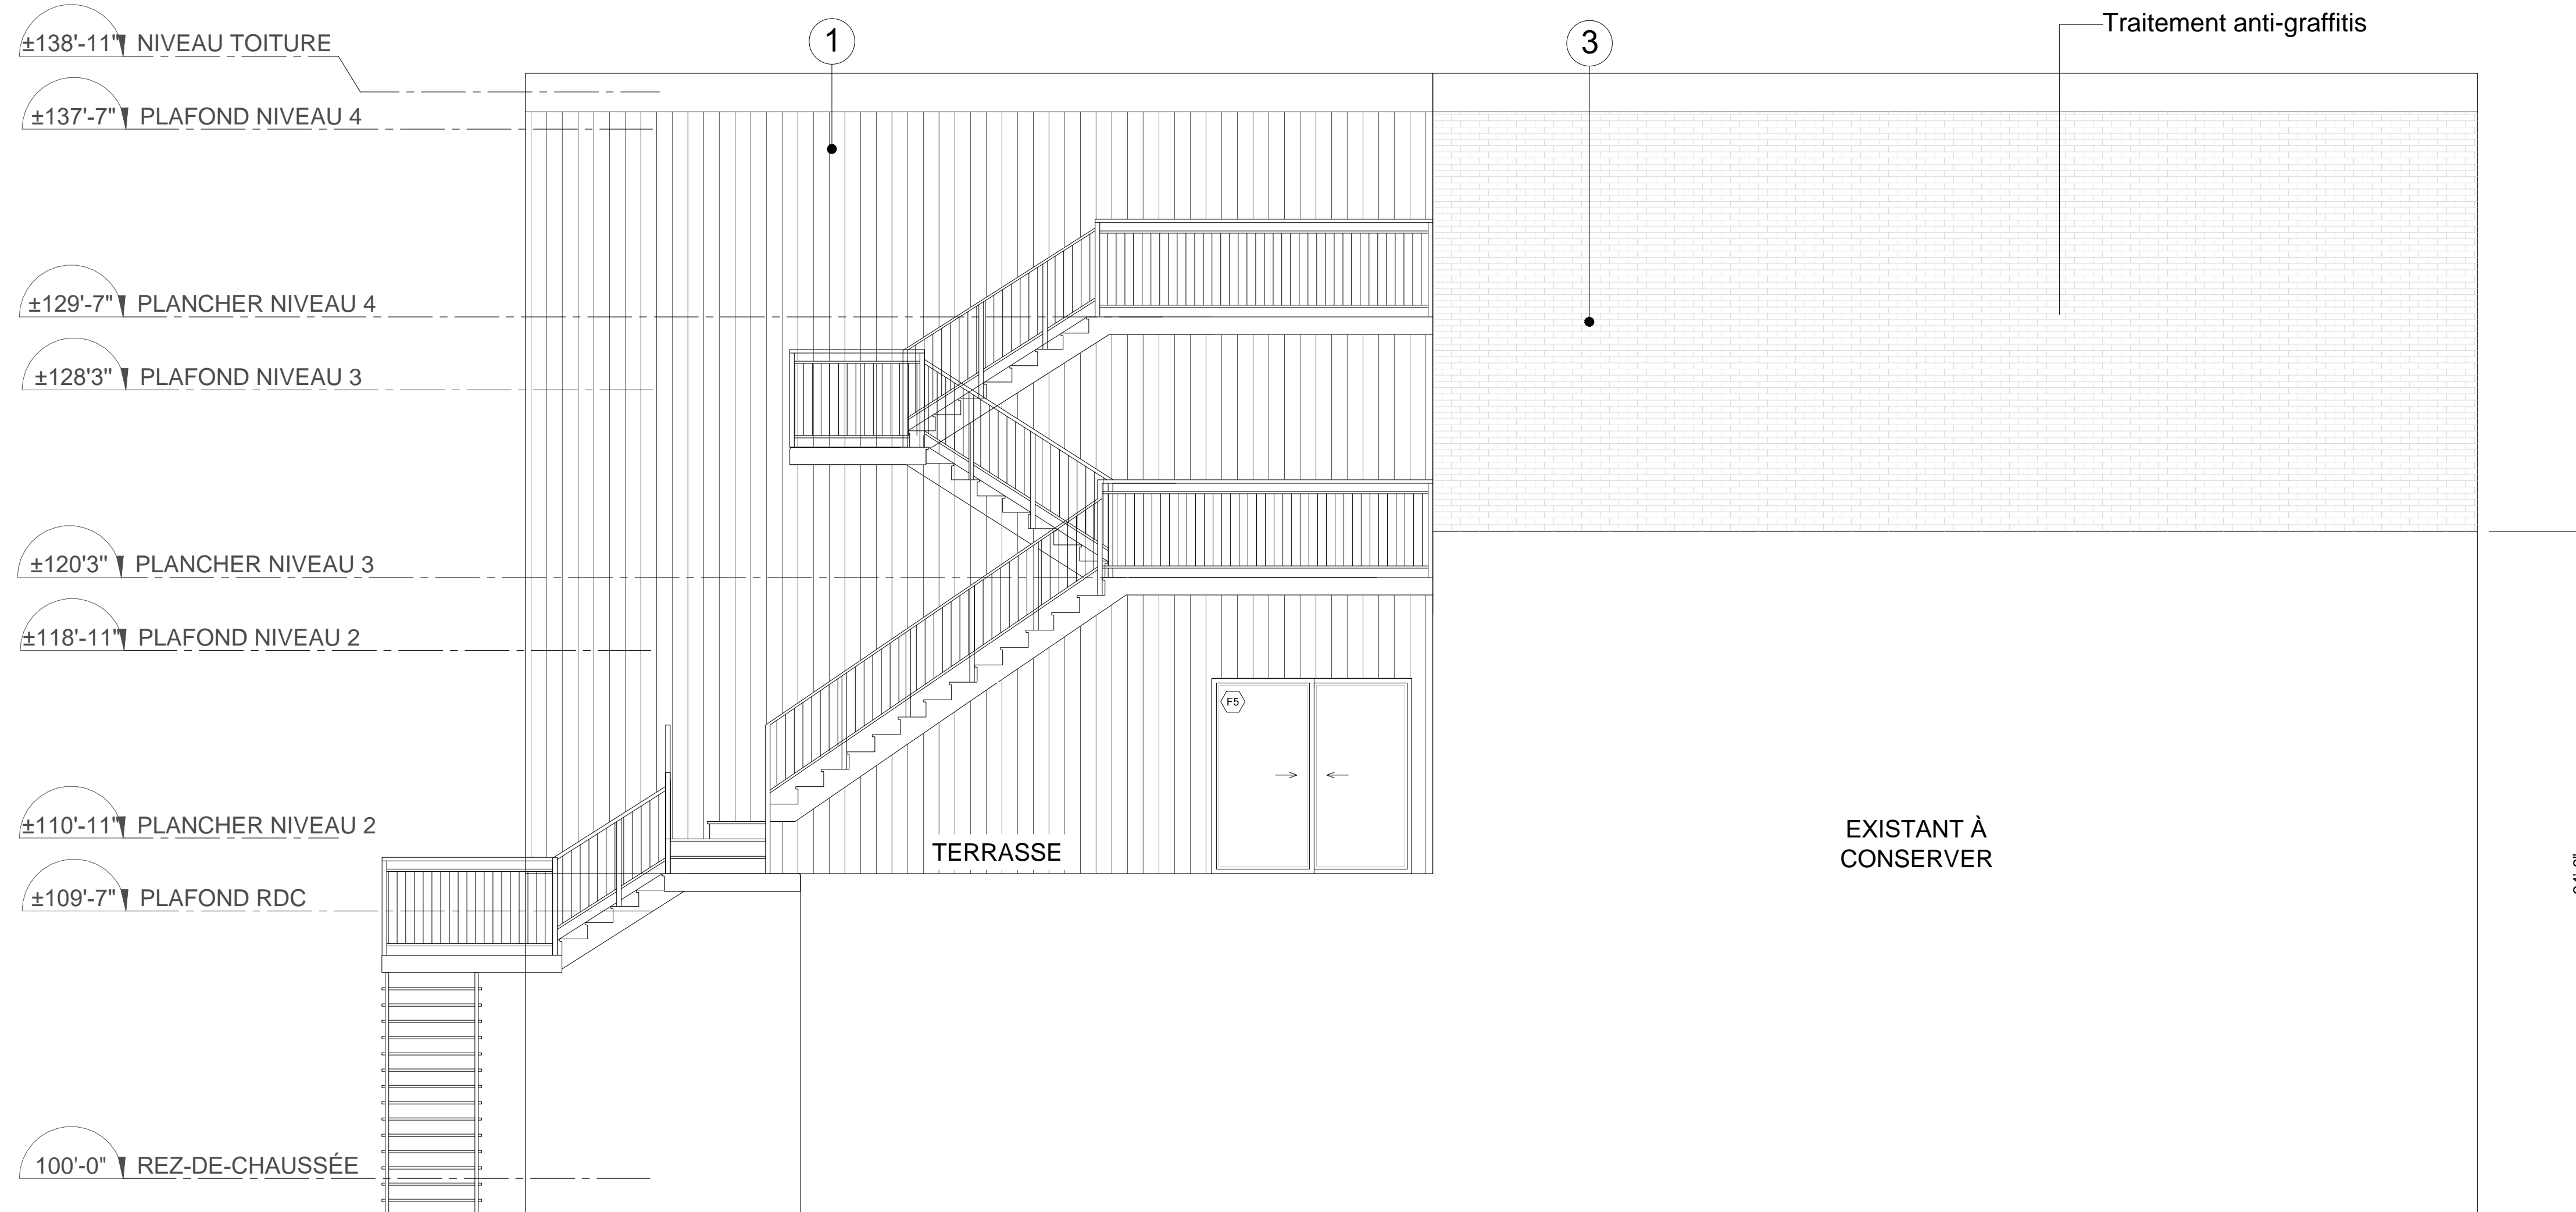 ±138'-11" NIVEAU TOITURE
1
3
Traitement anti-graffitis
±137'-7" PLAFOND NIVEAU 4
±129'-7" PLANCHER NIVEAU 4
±128'3" PLAFOND NIVEAU 3
±120'3" PLANCHER NIVEAU 3
±118'-11" PLAFOND NIVEAU 2
F5
±110'-11" PLANCHER NIVEAU 2
TERRASSE
EXISTANT À
CONSERVER
±109'-7" PLAFOND RDC
100'-0" REZ-DE-CHAUSSÉE